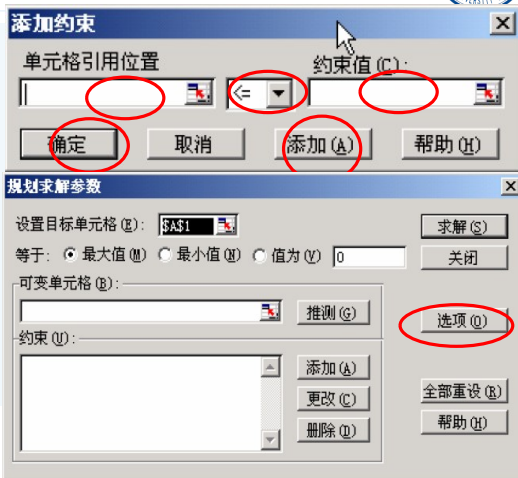 添加约束
单元格引用位置 约束值(C):
<=
确定 取消 添加(A) 帮助(H)
规划求解参数
设置目标单元格(E): $A$1 求解(S)
等于: 最大值(M) 最小值(N) 值为(V) 0 关闭
可变单元格(B):
推测(G) 选项(O)
约束(U):
添加(A)
更改(C) 全部重设(R)
删除(D) 帮助(H)